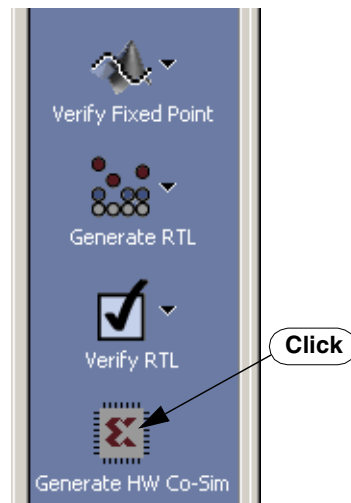 Verify Fixed Point
Generate RTL
Verify RTL
Click
Generate HW Co-Sim